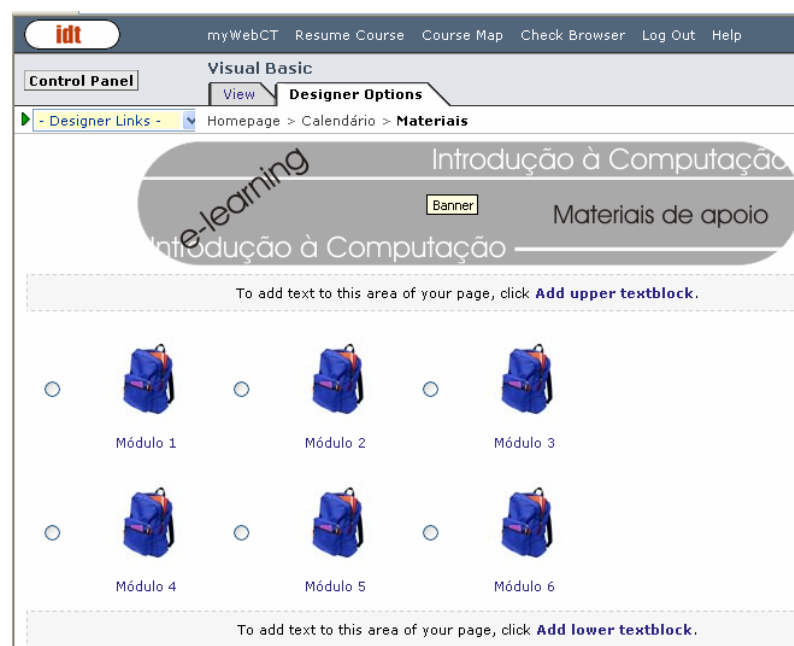 idt myWebCT Resume Course Course Map Check Browser Log Out Help
Control Panel
Visual Basic
View Designer Options
- Designer Links - Homepage > Calendário > Materiais
e-learning
Introdução à Computação
Banner
Materiais de apoio
Introdução à Computação
To add text to this area of your page, click Add upper textblock.
Módulo 1 Módulo 2 Módulo 3
Módulo 4 Módulo 5 Módulo 6
To add text to this area of your page, click Add lower textblock.